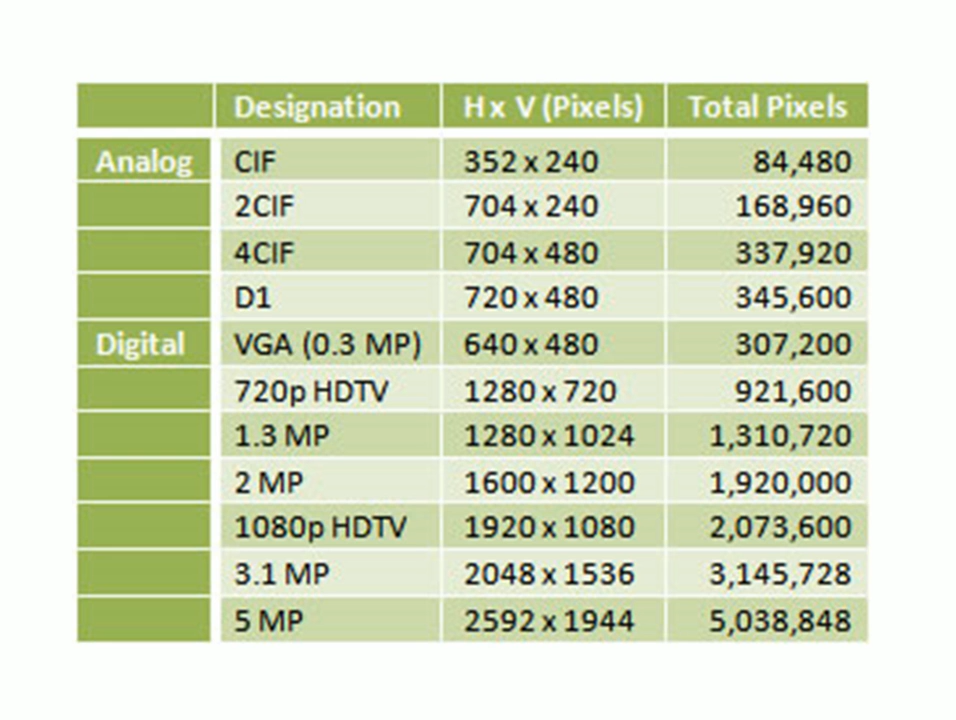 Designation H x V (Pixels) Total Pixels
Analog CIF 352 x 240 84,480
2CIF 704 x 240 168,960
4CIF 704 x 480 337,920
D1 720 x 480 345,600
Digital VGA (0.3 MP) 640 x 480 307,200
720p HDTV 1280 x 720 921,600
1.3 MP 1280 x 1024 1,310,720
2 MP 1600 x 1200 1,920,000
1080p HDTV 1920 x 1080 2,073,600
3.1 MP 2048 x 1536 3,145,728
5 MP 2592 x 1944 5,038,848